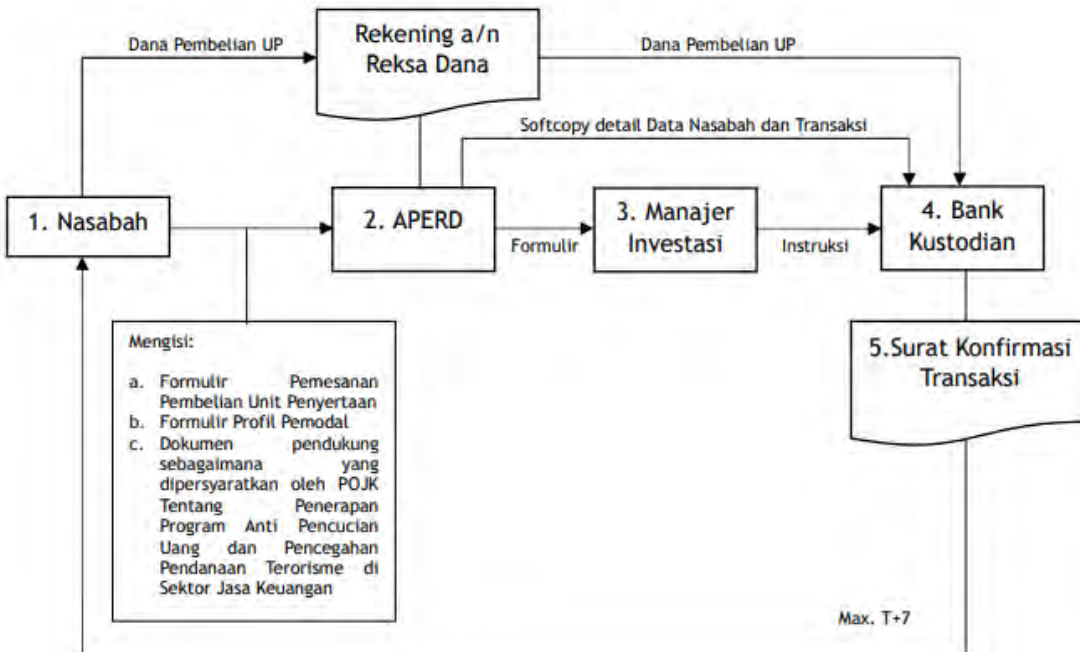 Dana Pembelian UP
Rekening a/n
Reksa Dana
Dana Pembelian UP
Softcopy detail Data Nasabah dan Transaksi
1. Nasabah
2. APERD
Formulir
3. Manajer
Investasi
Instruksi
4. Bank
Kustodian
Mengisi:
a. Formulir Pemesanan
Pembelian Unit Penyertaan
b. Formulir Profil Pemodal
c. Dokumen pendukung
sebagaimana yang
dipersyaratkan oleh POJK
Tentang Penerapan
Program Anti Pencucian
Uang dan Pencegahan
Pendanaan Terorisme di
Sektor Jasa Keuangan
5.Surat Konfirmasi
Transaksi
Max. T+7